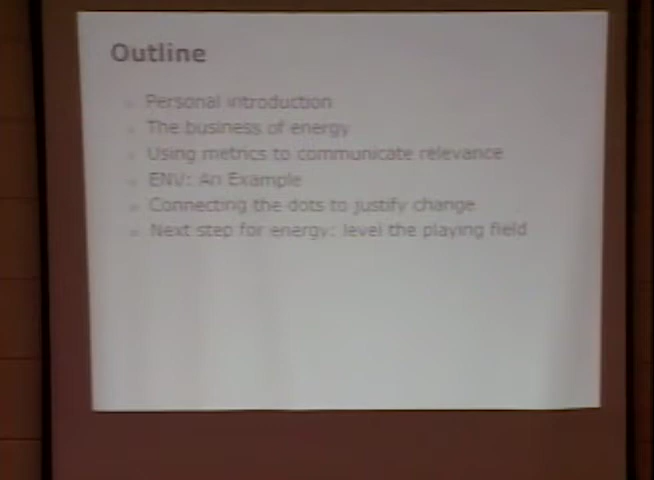 Outline
Personal introduction
The business of energy
Using metrics to communicate relevance
ENV: An Example
Connecting the dots to justify change
Next step for energy: level the playing field